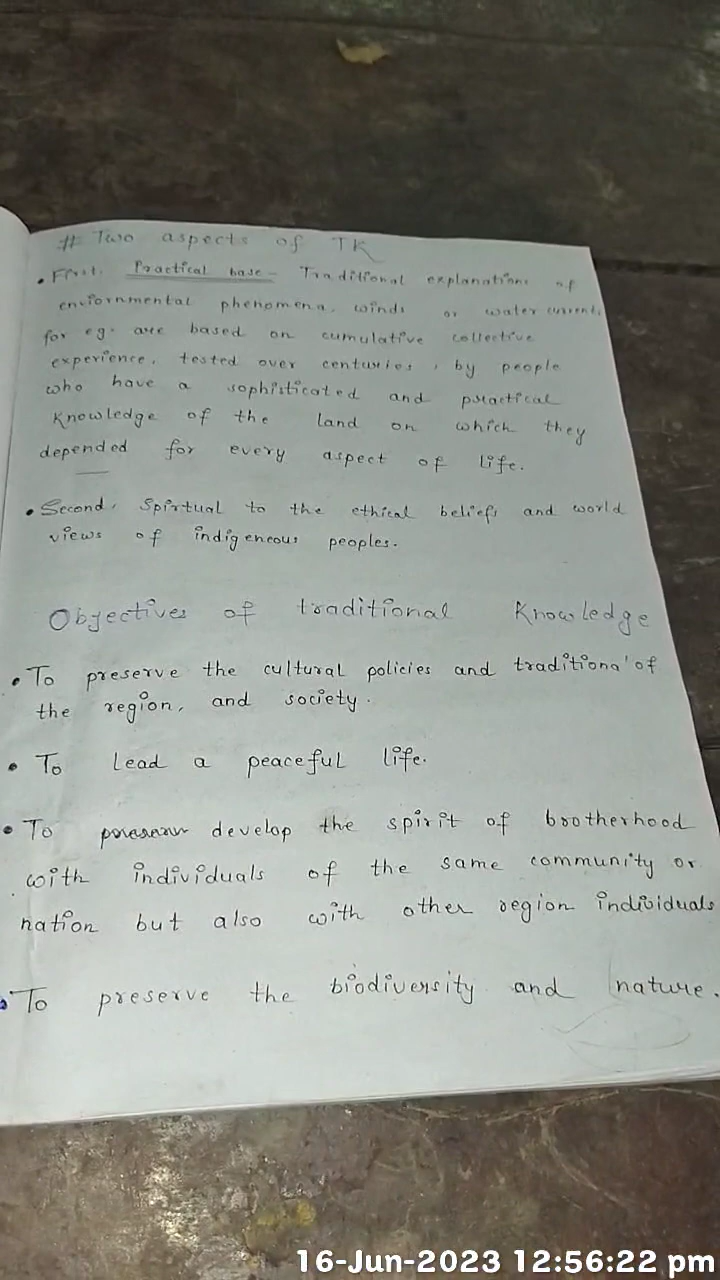 # Two aspects of TK
• First, Practical base - Traditional explanations of
enviornmental phenomena, winds or water currents
for eg. are based on cumulative collective
experience, tested over centuries, by people
who have a sophisticated and practical
Knowledge of the land on which they
depended for every aspect of life.
• Second, Spirtual to the ethical beliefs and world
views of indigeneous peoples.
Objectives of traditional Knowledge
• To preserve the cultural policies and traditions of
the region, and society.
• To Lead a peaceful life.
• To develop the spirit of brotherhood
with individuals of the same community or
nation but also with other region individuals
• To preserve the biodiversity and nature.
16-Jun-2023 12:56:22 pm